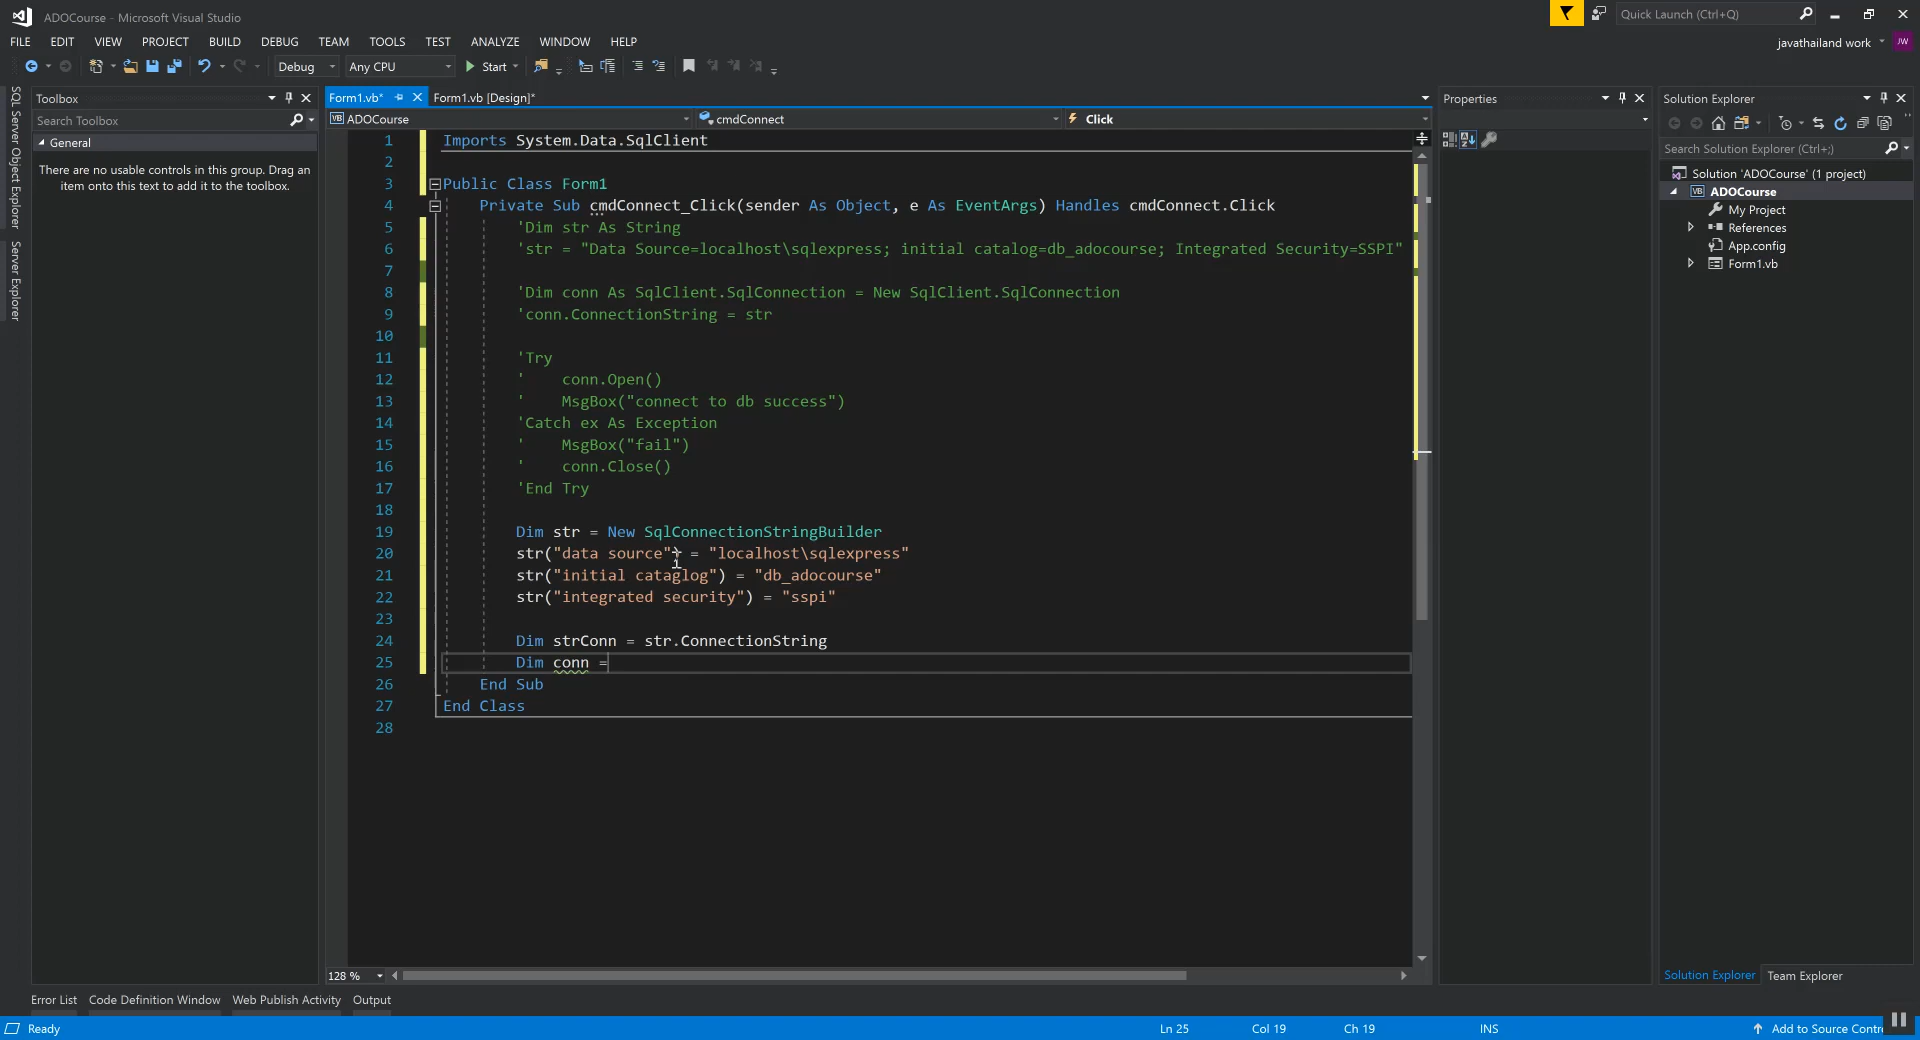 ADOCourse - Microsoft Visual Studio
Quick Launch (Ctrl+Q)
FILE EDIT VIEW PROJECT BUILD DEBUG TEAM TOOLS TEST ANALYZE WINDOW HELP
javathailand work JW
Debug Any CPU Start
SQL Server Object Explorer
Server Explorer
Toolbox
Search Toolbox
General
There are no usable controls in this group. Drag an
item onto this text to add it to the toolbox.
Form1.vb* Form1.vb [Design]*
VB ADOCourse cmdConnect Click
1 Imports System.Data.SqlClient
2
3 Public Class Form1
4 Private Sub cmdConnect_Click(sender As Object, e As EventArgs) Handles cmdConnect.Click
5 'Dim str As String
6 'str = "Data Source=localhost\sqlexpress; initial catalog=db_adocourse; Integrated Security=SSPI"
7
8 'Dim conn As SqlClient.SqlConnection = New SqlClient.SqlConnection
9 'conn.ConnectionString = str
10
11 'Try
12 ' conn.Open()
13 ' MsgBox("connect to db success")
14 'Catch ex As Exception
15 ' MsgBox("fail")
16 ' conn.Close()
17 'End Try
18
19 Dim str = New SqlConnectionStringBuilder
20 str("data source") = "localhost\sqlexpress"
21 str("initial cataglog") = "db_adocourse"
22 str("integrated security") = "sspi"
23
24 Dim strConn = str.ConnectionString
25 Dim conn =
26 End Sub
27 End Class
28
128 %
Properties
Solution Explorer
Search Solution Explorer (Ctrl+;)
Solution 'ADOCourse' (1 project)
VB ADOCourse
My Project
References
App.config
Form1.vb
Solution Explorer Team Explorer
Error List Code Definition Window Web Publish Activity Output
Ready Ln 25 Col 19 Ch 19 INS Add to Source Contr